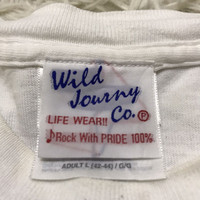 Wild
Journy
Co. P
LIFE WEAR!!
♪Rock With PRIDE 100%
ADULT L (42-44) / G/G